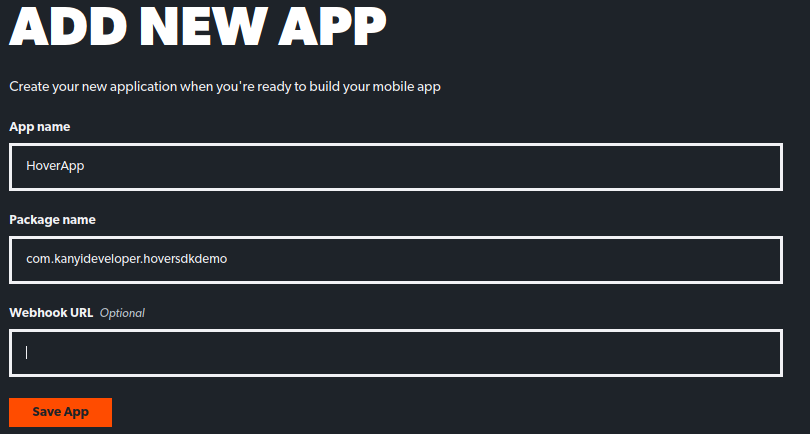 ADD NEW APP
Create your new application when you're ready to build your mobile app
App name
HoverApp
Package name
com.kanyideveloper.hoversdkdemo
Webhook URL Optional
Save App